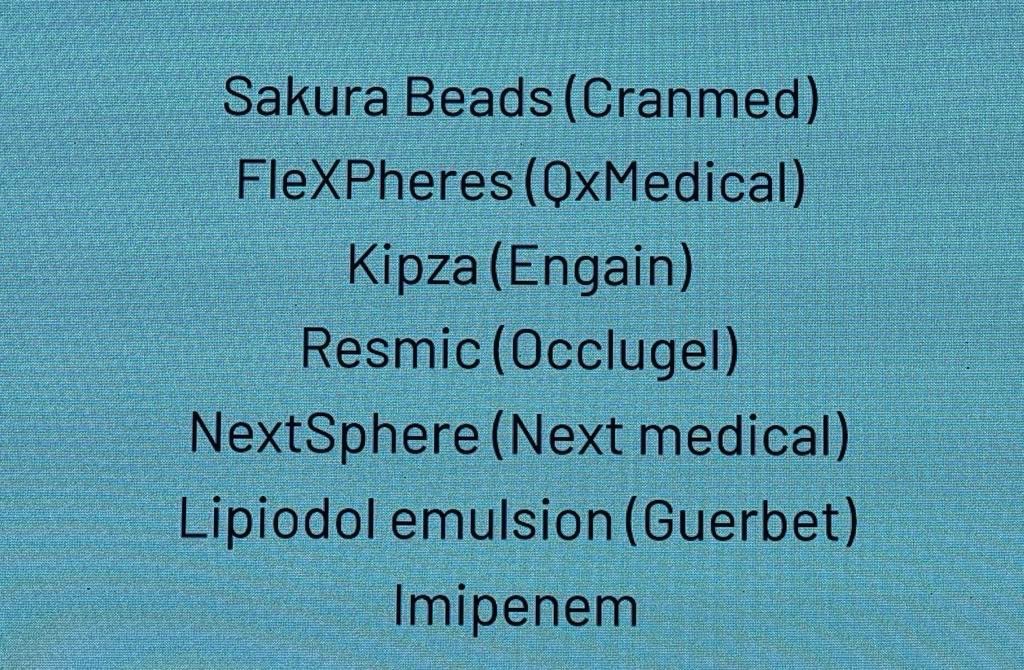 Sakura Beads (Cranmed)
FleXPheres (QxMedical)
Kipza (Engain)
Resmic (Occlugel)
NextSphere (Next medical)
Lipiodol emulsion (Guerbet)
Imipenem